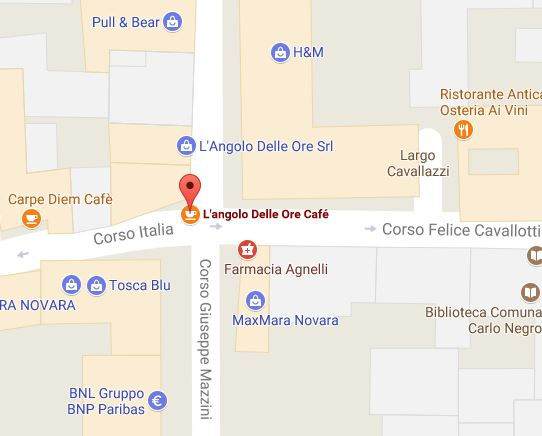 Pull & Bear
H&M
Ristorante Antica
Osteria Ai Vini
L'Angolo Delle Ore Srl
Largo
Cavallazzi
Carpe Diem Cafè
L'angolo Delle Ore Café
Corso Italia
Corso Felice Cavallotti
Farmacia Agnelli
Corso Giuseppe Mazzini
Tosca Blu
RA NOVARA
MaxMara Novara
Biblioteca Comuna
Carlo Negro
BNL Gruppo
BNP Paribas
€